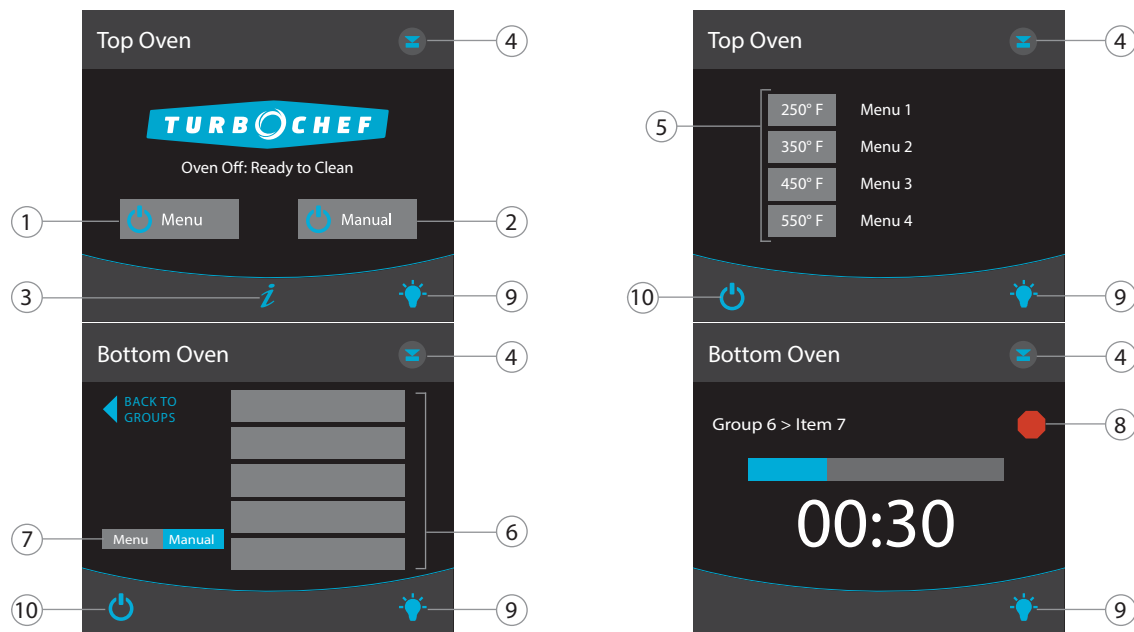 Top Oven
4
TURBOCHEF
Oven Off: Ready to Clean
1
Menu
Manual
2
3
i
9
Top Oven
4
5
250° F Menu 1
350° F Menu 2
450° F Menu 3
550° F Menu 4
10
9
Bottom Oven
4
BACK TO
GROUPS
7
Menu Manual
6
10
9
Bottom Oven
4
Group 6 > Item 7
8
00:30
9